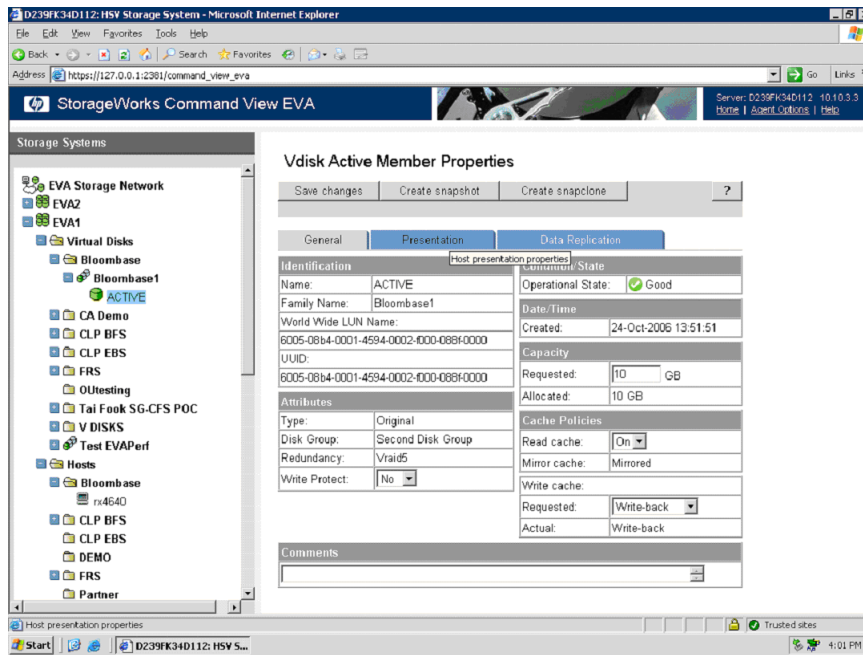 D239FK34D112: HSV Storage System - Microsoft Internet Explorer
File Edit View Favorites Tools Help
Back Search Favorites
Address https://127.0.0.1:2381/command_view_eva Go Links
hp StorageWorks Command View EVA
Server: D239FK34D112 10.10.3.3
Home | Agent Options | Help
Storage Systems
EVA Storage Network
EVA2
EVA1
Virtual Disks
Bloombase
Bloombase1
ACTIVE
CA Demo
CLP BFS
CLP EBS
FRS
OUtesting
Tai Fook SG-CFS POC
V DISKS
Test EVAPerf
Hosts
Bloombase
rx4640
CLP BFS
CLP EBS
DEMO
FRS
Partner
Vdisk Active Member Properties
Save changes Create snapshot Create snapclone ?
General Presentation Data Replication
Host presentation properties
Identification
Name: ACTIVE
Family Name: Bloombase1
World Wide LUN Name:
6005-08b4-0001-4594-0002-f000-088f-0000
UUID:
6005-08b4-0001-4594-0002-f000-088f-0000
Attributes
Type: Original
Disk Group: Second Disk Group
Redundancy: Vraid5
Write Protect: No
Condition/State
Operational State: Good
Date/Time
Created: 24-Oct-2006 13:51:51
Capacity
Requested: 10 GB
Allocated: 10 GB
Cache Policies
Read cache: On
Mirror cache: Mirrored
Write cache:
Requested: Write-back
Actual: Write-back
Comments
Host presentation properties
Trusted sites
Start D239FK34D112: HSV S... 4:01 PM